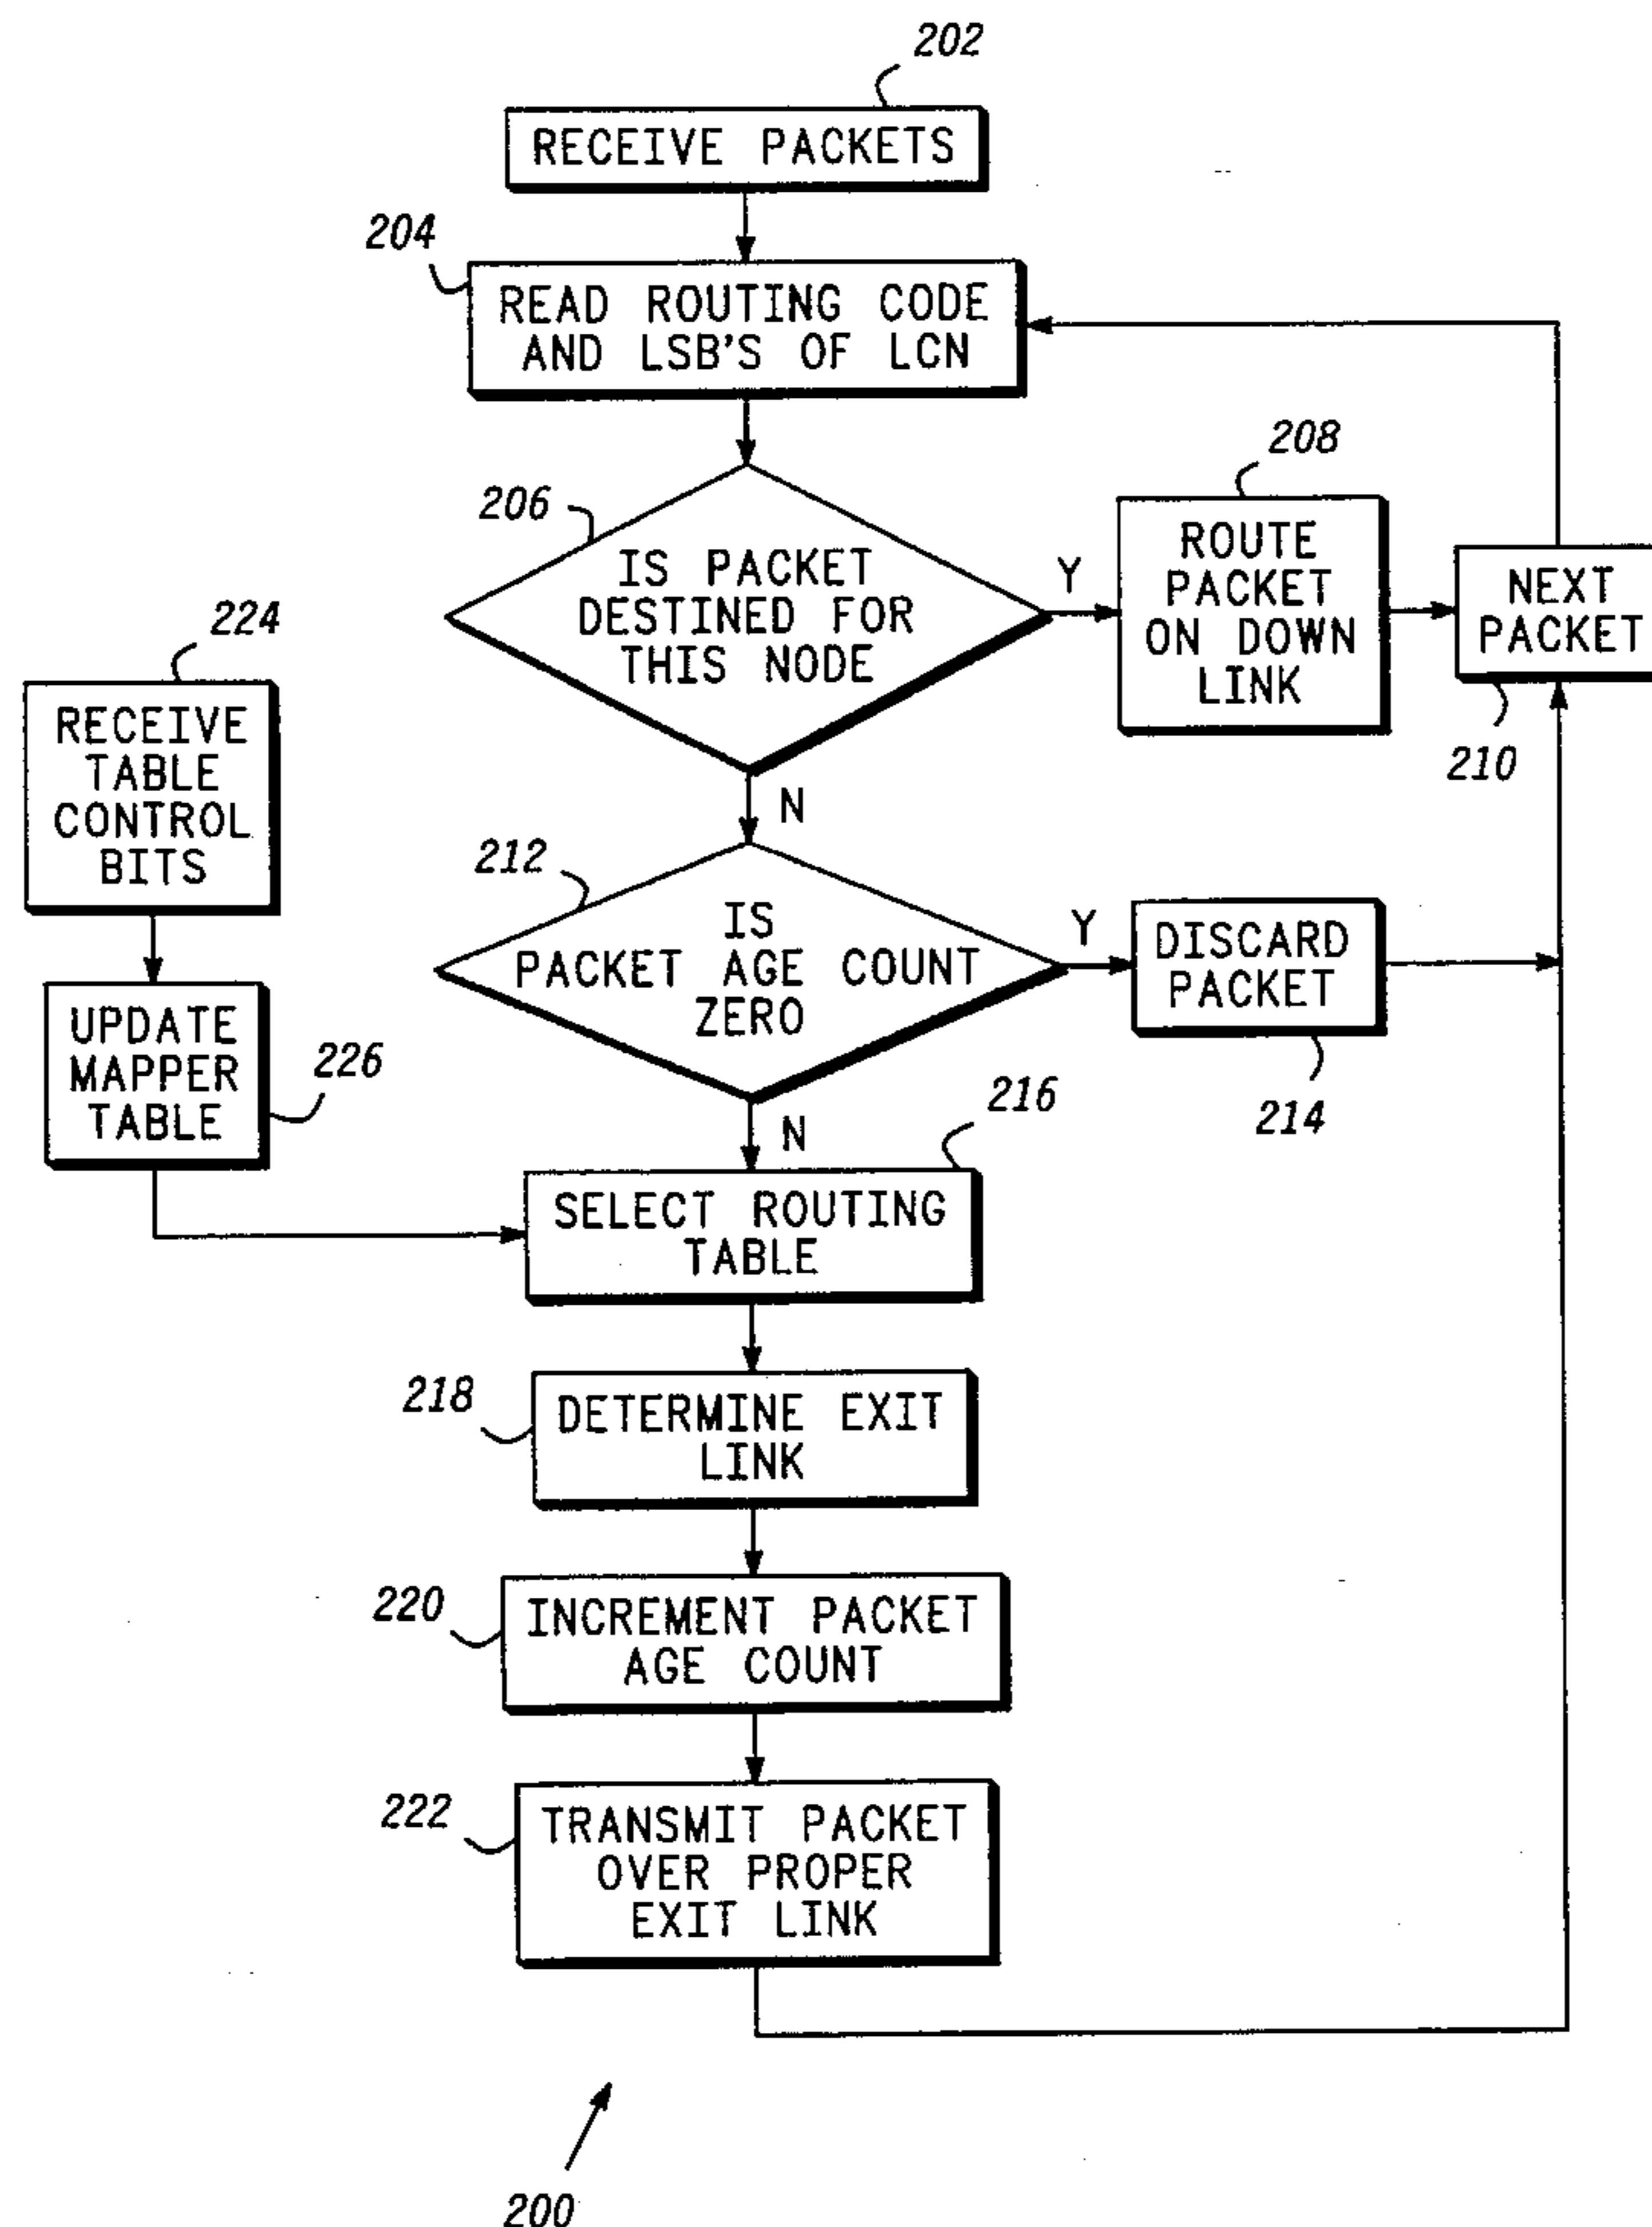 202
RECEIVE PACKETS
204
READ ROUTING CODE
AND LSB'S OF LCN
206
IS PACKET
DESTINED FOR
THIS NODE
Y
208
ROUTE
PACKET
ON DOWN
LINK
NEXT
PACKET
210
N
224
RECEIVE
TABLE
CONTROL
BITS
212
IS
PACKET AGE COUNT
ZERO
Y
DISCARD
PACKET
214
N
UPDATE
MAPPER
TABLE
226
216
SELECT ROUTING
TABLE
218
DETERMINE EXIT
LINK
220
INCREMENT PACKET
AGE COUNT
222
TRANSMIT PACKET
OVER PROPER
EXIT LINK
200